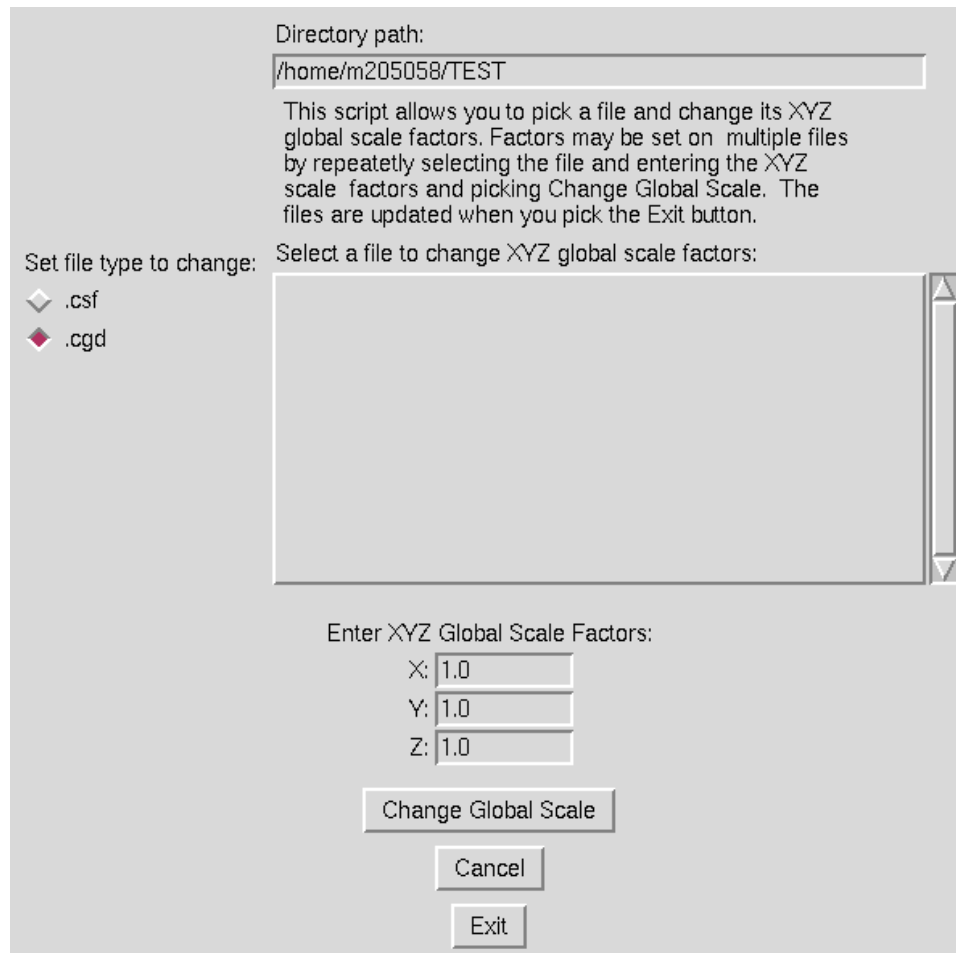 Directory path:
/home/m205058/TEST
This script allows you to pick a file and change its XYZ
global scale factors. Factors may be set on multiple files
by repeatetly selecting the file and entering the XYZ
scale factors and picking Change Global Scale. The
files are updated when you pick the Exit button.
Set file type to change:
.csf
.cgd
Select a file to change XYZ global scale factors:
Enter XYZ Global Scale Factors:
X: 1.0
Y: 1.0
Z: 1.0
Change Global Scale
Cancel
Exit